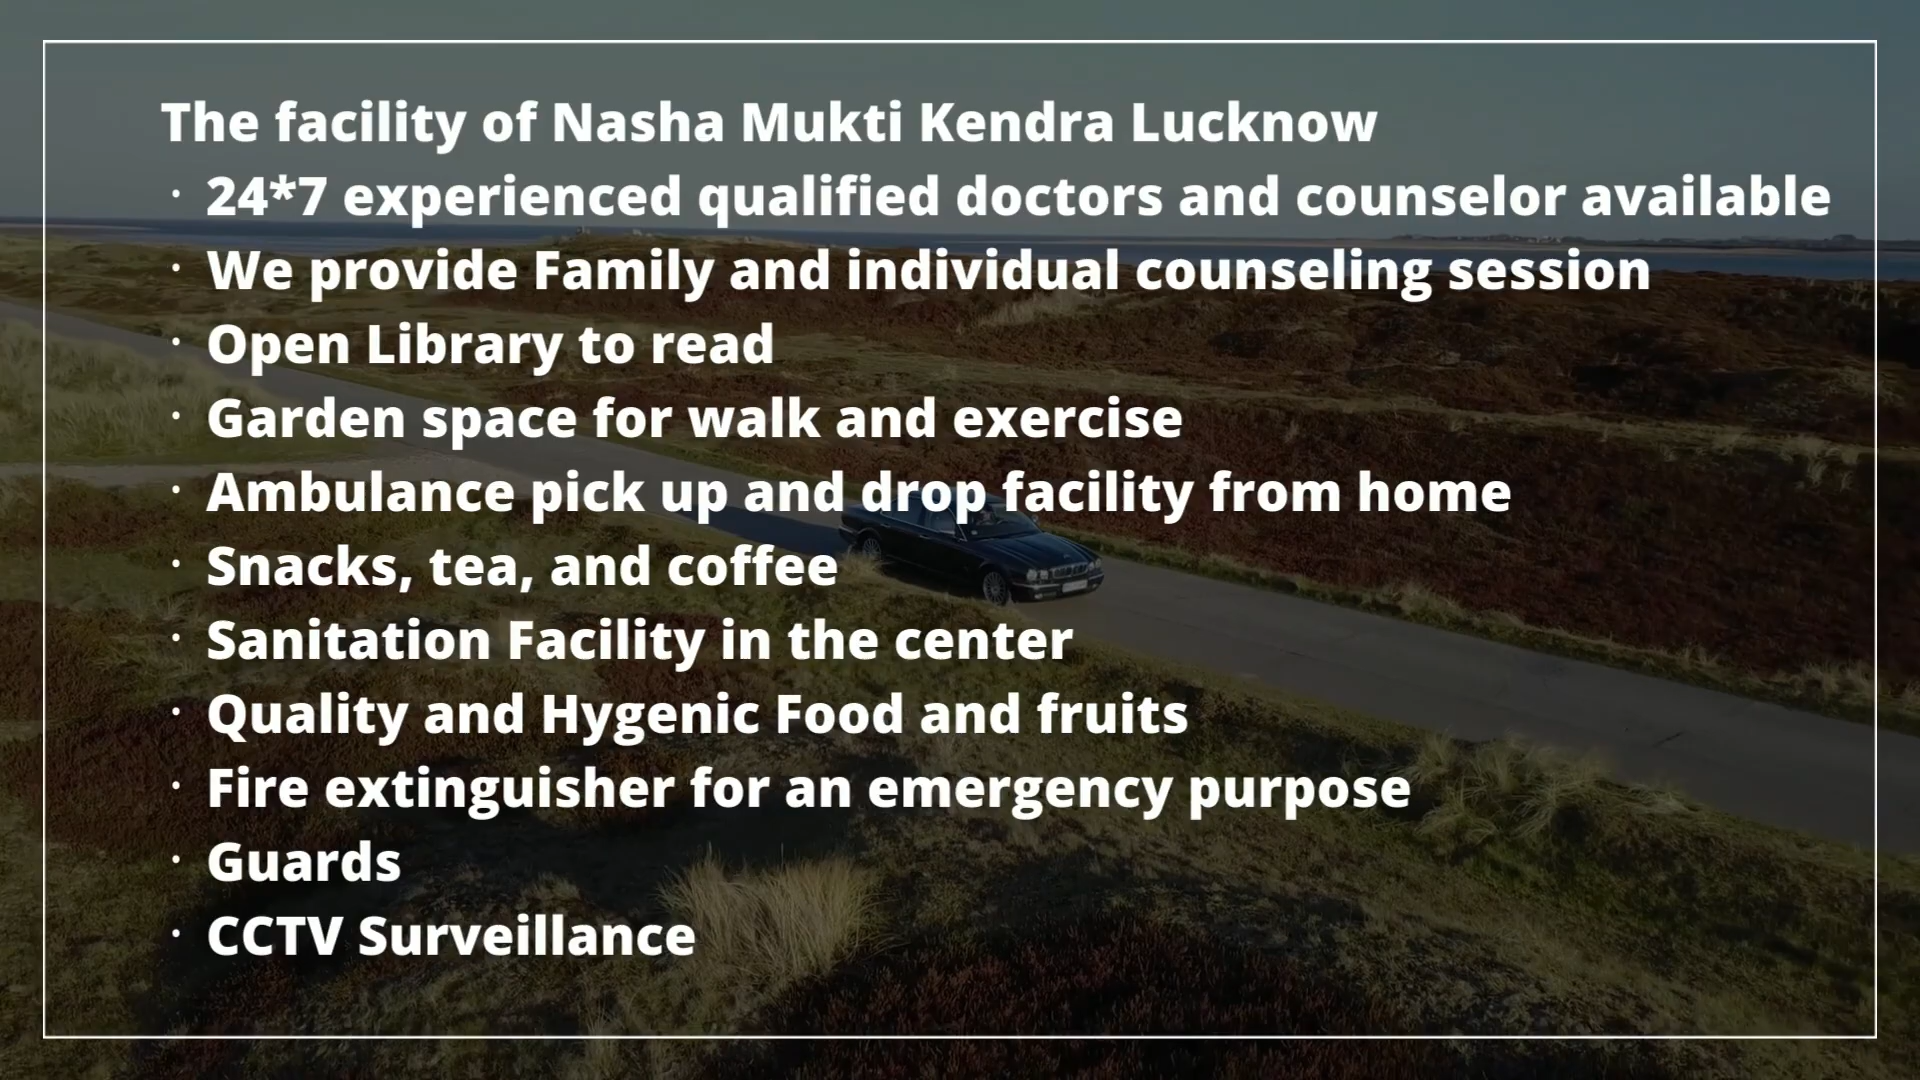 The facility of Nasha Mukti Kendra Lucknow
· 24*7 experienced qualified doctors and counselor available
· We provide Family and individual counseling session
· Open Library to read
· Garden space for walk and exercise
· Ambulance pick up and drop facility from home
· Snacks, tea, and coffee
· Sanitation Facility in the center
· Quality and Hygenic Food and fruits
· Fire extinguisher for an emergency purpose
· Guards
· CCTV Surveillance